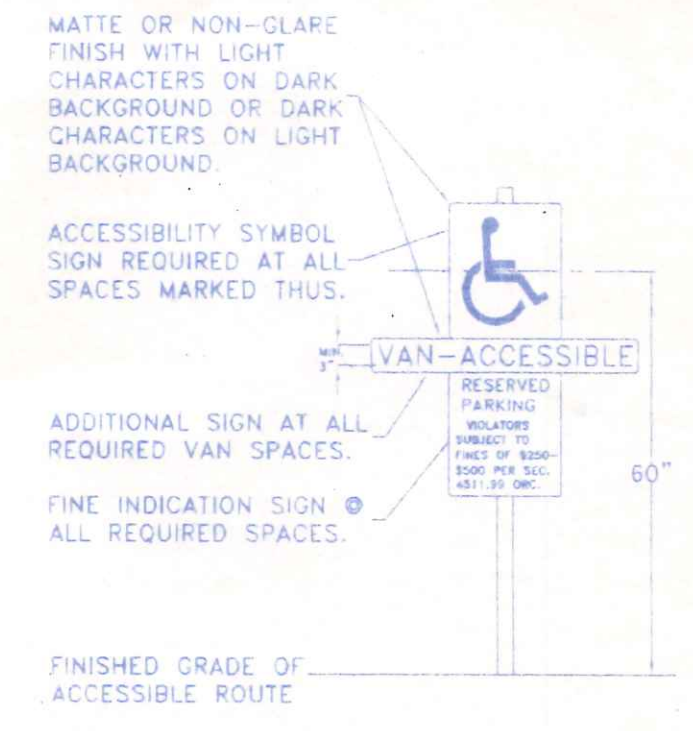 MATTE OR NON-GLARE
FINISH WITH LIGHT
CHARACTERS ON DARK
BACKGROUND OR DARK
CHARACTERS ON LIGHT
BACKGROUND.
ACCESSIBILITY SYMBOL
SIGN REQUIRED AT ALL
SPACES MARKED THUS.
MIN.
3"
VAN-ACCESSIBLE
RESERVED
PARKING
VIOLATORS
SUBJECT TO
FINES OF $250-
$500 PER SEC.
4511.99 ORC.
ADDITIONAL SIGN AT ALL
REQUIRED VAN SPACES.
60"
FINE INDICATION SIGN @
ALL REQUIRED SPACES.
FINISHED GRADE OF
ACCESSIBLE ROUTE